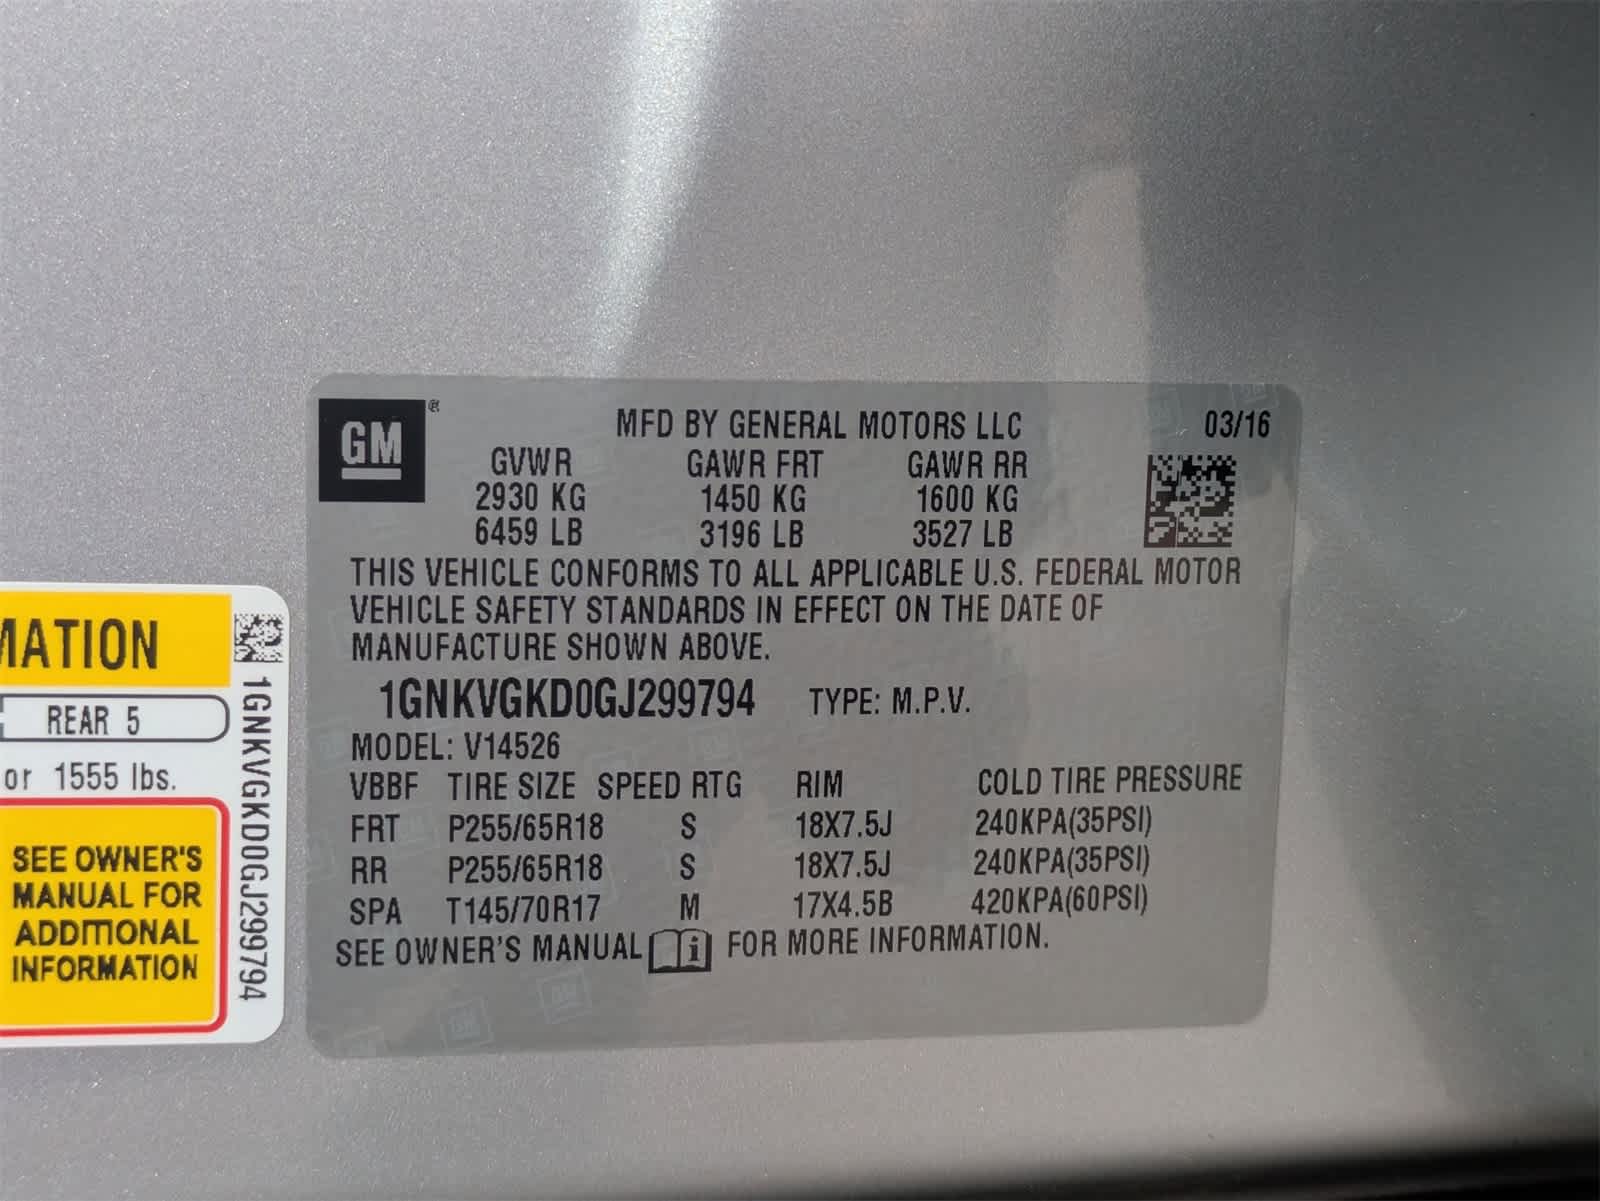 GM ®
MFD BY GENERAL MOTORS LLC 03/16
GVWR GAWR FRT GAWR RR
2930 KG 1450 KG 1600 KG
6459 LB 3196 LB 3527 LB
THIS VEHICLE CONFORMS TO ALL APPLICABLE U.S. FEDERAL MOTOR
VEHICLE SAFETY STANDARDS IN EFFECT ON THE DATE OF
MANUFACTURE SHOWN ABOVE.
1GNKVGKD0GJ299794 TYPE: M.P.V.
MODEL: V14526
VBBF TIRE SIZE SPEED RTG RIM COLD TIRE PRESSURE
FRT P255/65R18 S 18X7.5J 240KPA(35PSI)
RR P255/65R18 S 18X7.5J 240KPA(35PSI)
SPA T145/70R17 M 17X4.5B 420KPA(60PSI)
SEE OWNER'S MANUAL i FOR MORE INFORMATION.
MATION
REAR 5
or 1555 lbs.
SEE OWNER'S
MANUAL FOR
ADDITIONAL
INFORMATION
1GNKVGKD0GJ299794